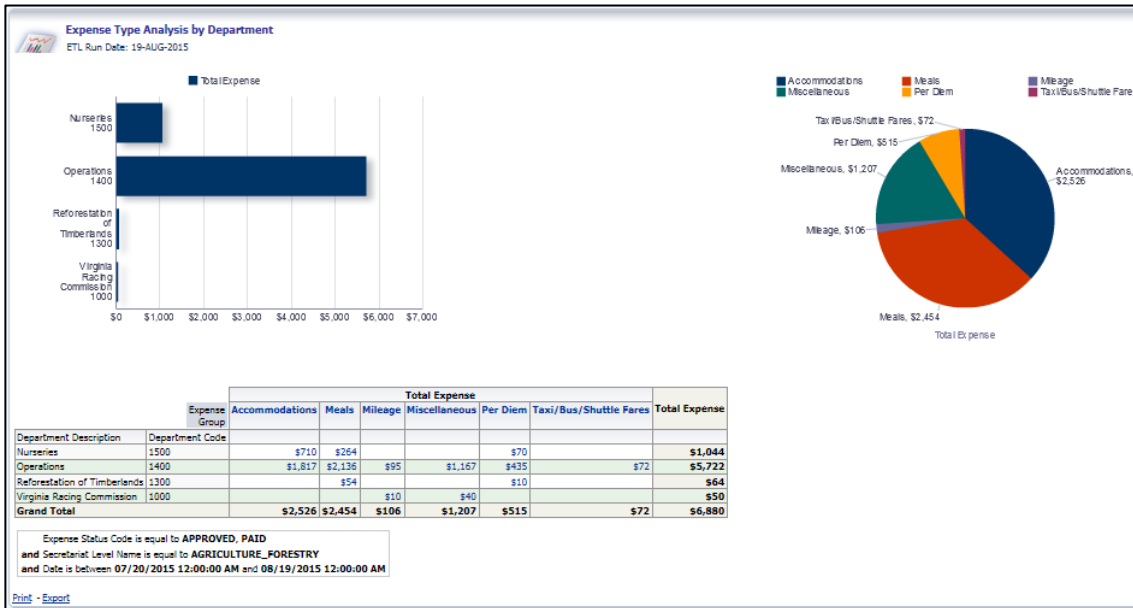 Expense Type Analysis by Department
ETL Run Date: 19-AUG-2015
Total Expense
Nurseries
1500
Operations
1400
Reforestation
of
Timberlands
1300
Virginia
Racing
Commission
1000
$0 $1,000 $2,000 $3,000 $4,000 $5,000 $6,000 $7,000
Accommodations Meals Mileage
Miscellaneous Per Diem Taxi/Bus/Shuttle Fares
Taxi/Bus/Shuttle Fares, $72
Per Diem, $515
Miscellaneous, $1,207
Accommodations,
$2,526
Mileage, $106
Meals, $2,454
Total Expense
Total Expense
Expense
Group
Accommodations Meals Mileage Miscellaneous Per Diem Taxi/Bus/Shuttle Fares Total Expense
Department Description Department Code
Nurseries 1500 $710 $264 $70 $1,044
Operations 1400 $1,817 $2,136 $95 $1,167 $435 $72 $5,722
Reforestation of Timberlands 1300 $54 $10 $64
Virginia Racing Commission 1000 $10 $40 $50
Grand Total $2,526 $2,454 $106 $1,207 $515 $72 $6,880
Expense Status Code is equal to APPROVED, PAID
and Secretariat Level Name is equal to AGRICULTURE_FORESTRY
and Date is between 07/20/2015 12:00:00 AM and 08/19/2015 12:00:00 AM
Print - Export